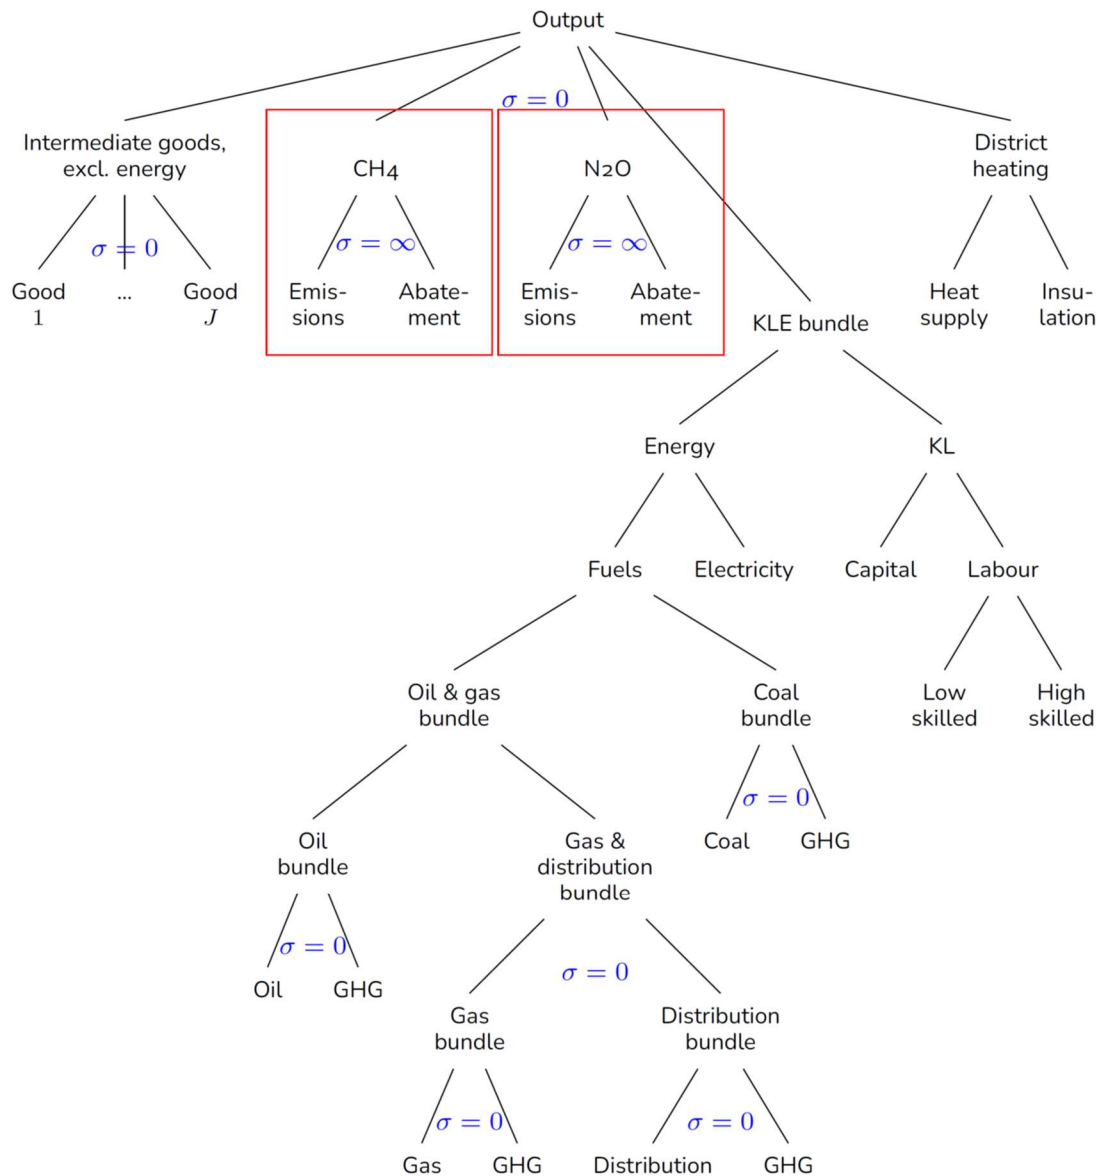 Output
σ = 0
Intermediate goods,
excl. energy
CH4
N2O
District
heating
σ = 0
σ = ∞
σ = ∞
Good
1
...
Good
J
Emis-
sions
Abate-
ment
Emis-
sions
Abate-
ment
KLE bundle
Heat
supply
Insu-
lation
Energy
KL
Fuels
Electricity
Capital
Labour
Oil & gas
bundle
Coal
bundle
Low
skilled
High
skilled
σ = 0
Oil
bundle
Gas &
distribution
bundle
Coal
GHG
σ = 0
σ = 0
Oil
GHG
Gas
bundle
Distribution
bundle
σ = 0
σ = 0
Gas
GHG
Distribution
GHG